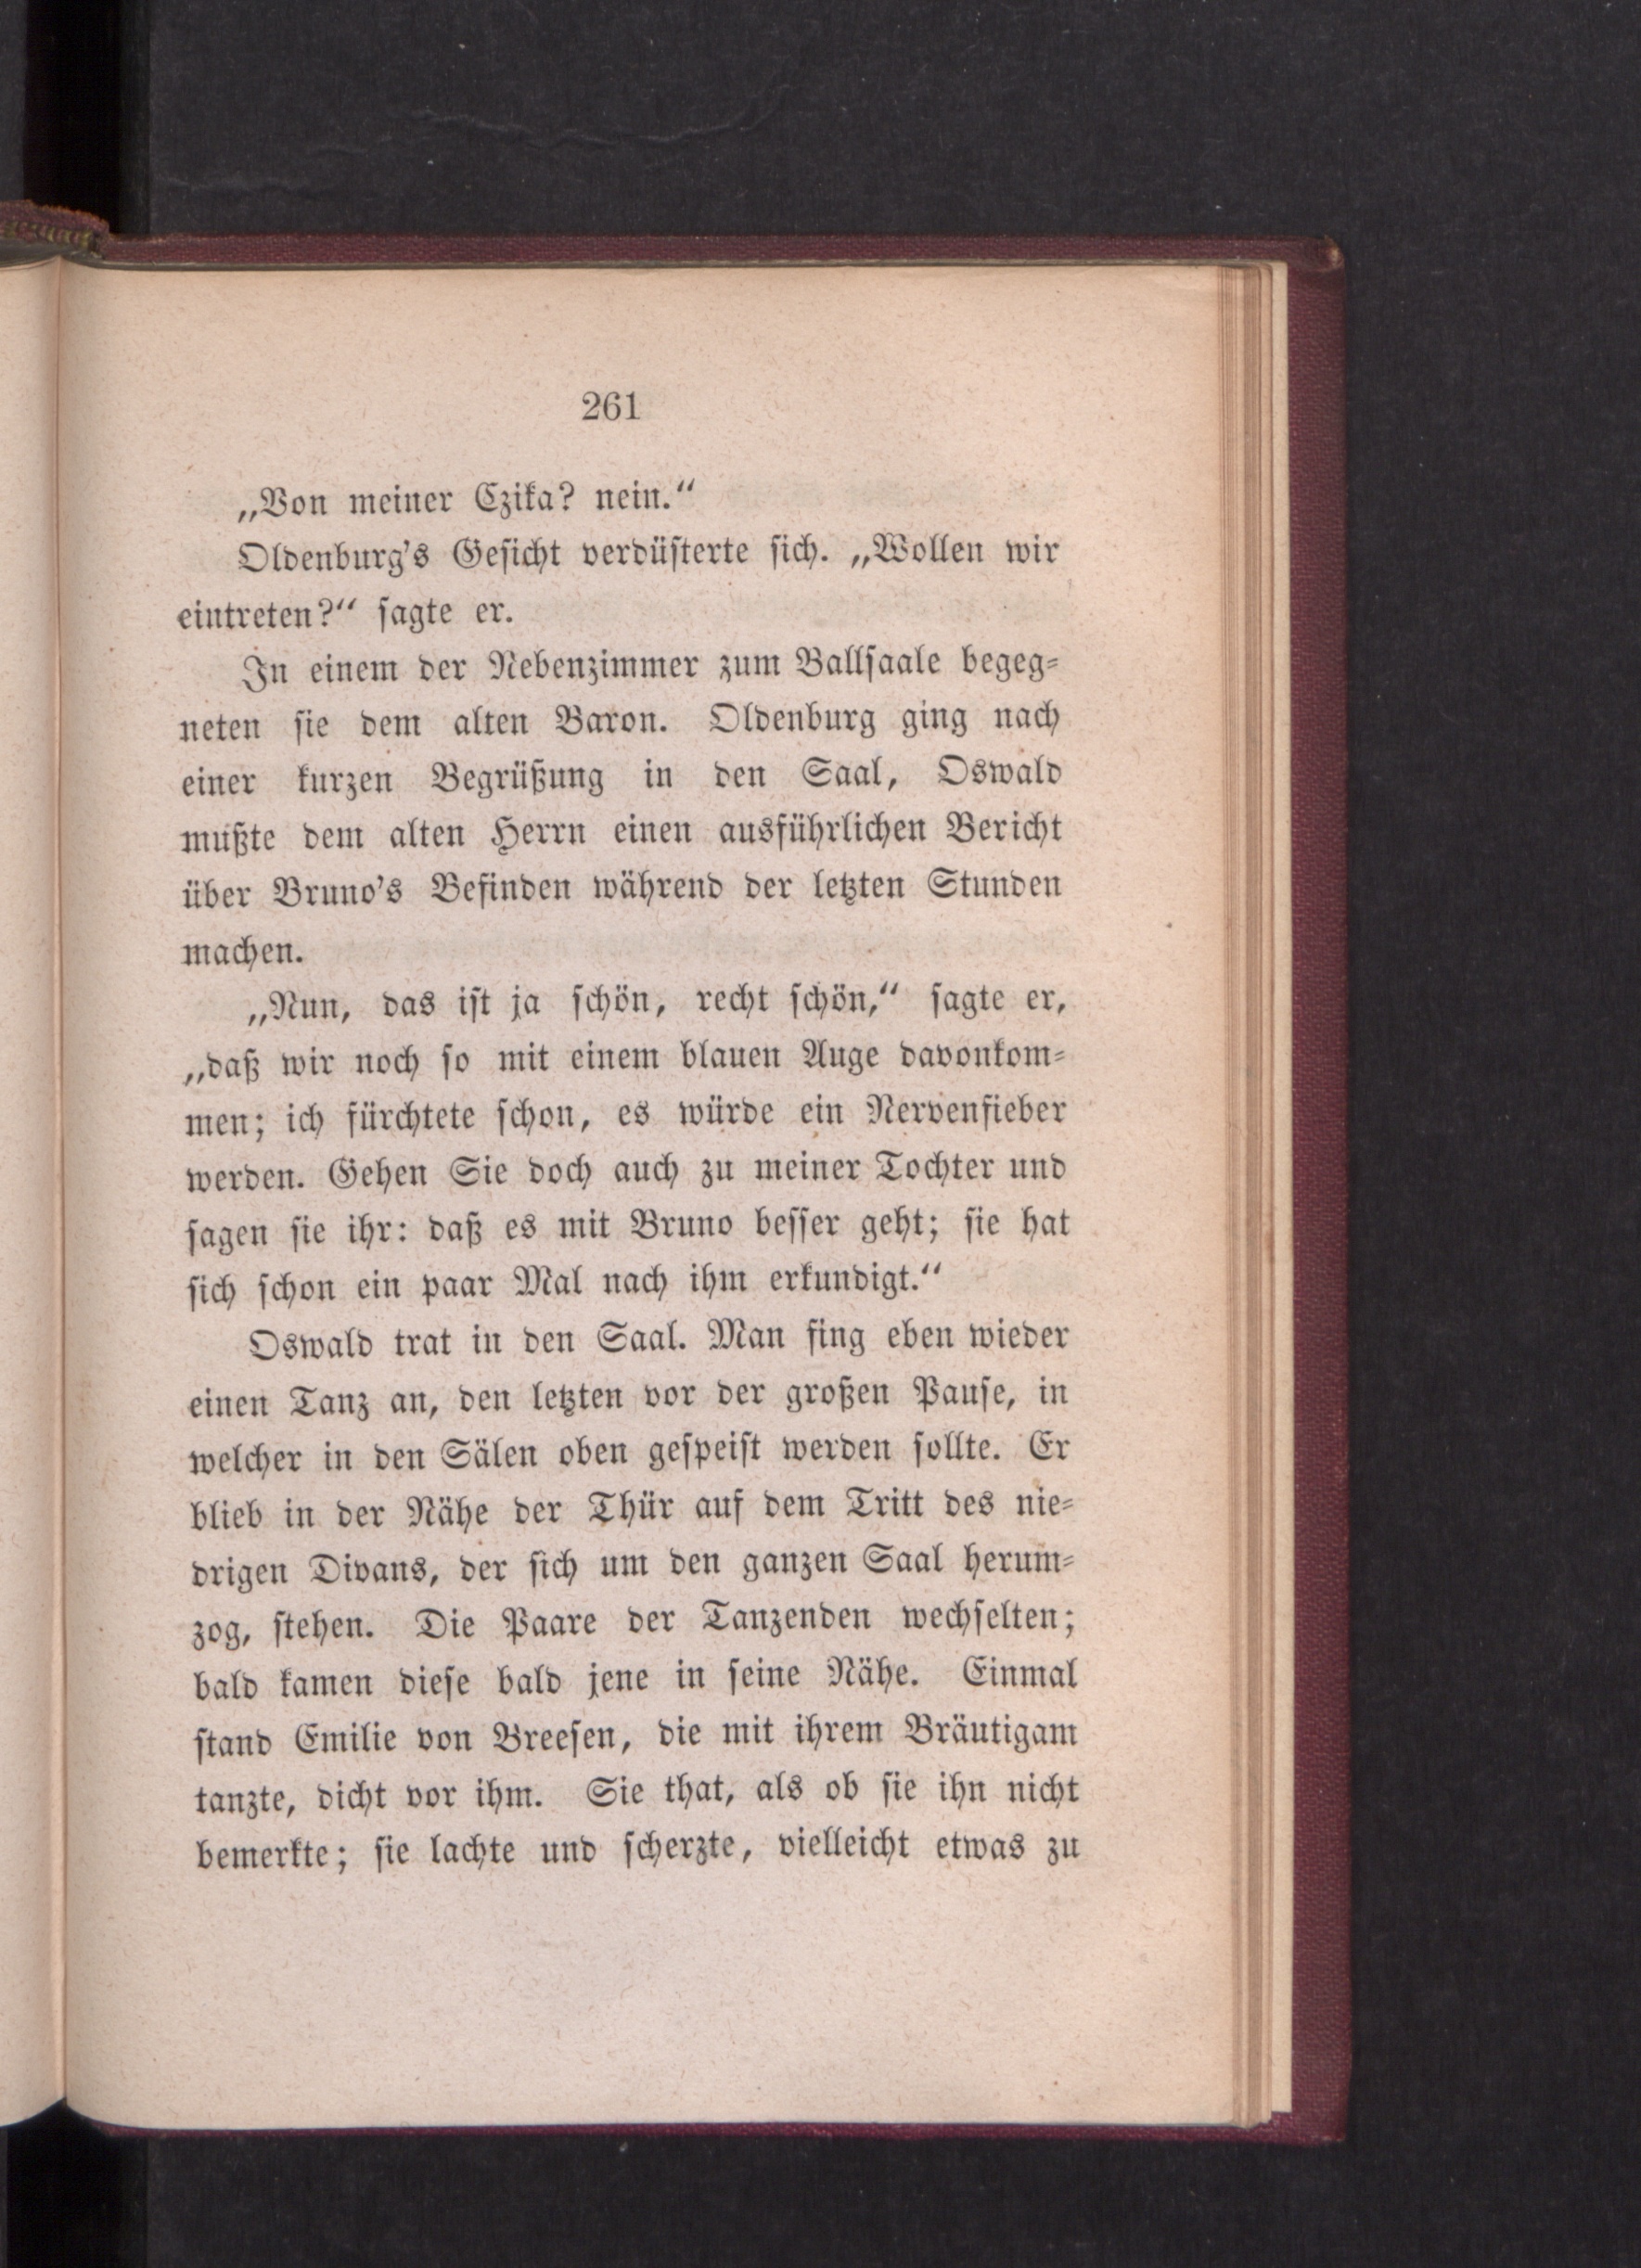 261
„Von meiner Czika? nein.“
Oldenburg's Gesicht verdüsterte sich. „Wollen wir
eintreten?“ sagte er.
In einem der Nebenzimmer zum Ballsaale begeg-
neten sie dem alten Baron. Oldenburg ging nach
einer kurzen Begrüßung in den Saal, Oswald
mußte dem alten Herrn einen ausführlichen Bericht
über Bruno's Befinden während der letzten Stunden
machen.
„Nun, das ist ja schön, recht schön,“ sagte er,
„daß wir noch so mit einem blauen Auge davonkom-
men; ich fürchtete schon, es würde ein Nervenfieber
werden. Gehen Sie doch auch zu meiner Tochter und
sagen sie ihr: daß es mit Bruno besser geht; sie hat
sich schon ein paar Mal nach ihm erkundigt.“
Oswald trat in den Saal. Man fing eben wieder
einen Tanz an, den letzten vor der großen Pause, in
welcher in den Sälen oben gespeist werden sollte. Er
blieb in der Nähe der Thür auf dem Tritt des nie-
drigen Divans, der sich um den ganzen Saal herum-
zog, stehen. Die Paare der Tanzenden wechselten;
bald kamen diese bald jene in seine Nähe. Einmal
stand Emilie von Breesen, die mit ihrem Bräutigam
tanzte, dicht vor ihm. Sie that, als ob sie ihn nicht
bemerkte; sie lachte und scherzte, vielleicht etwas zu